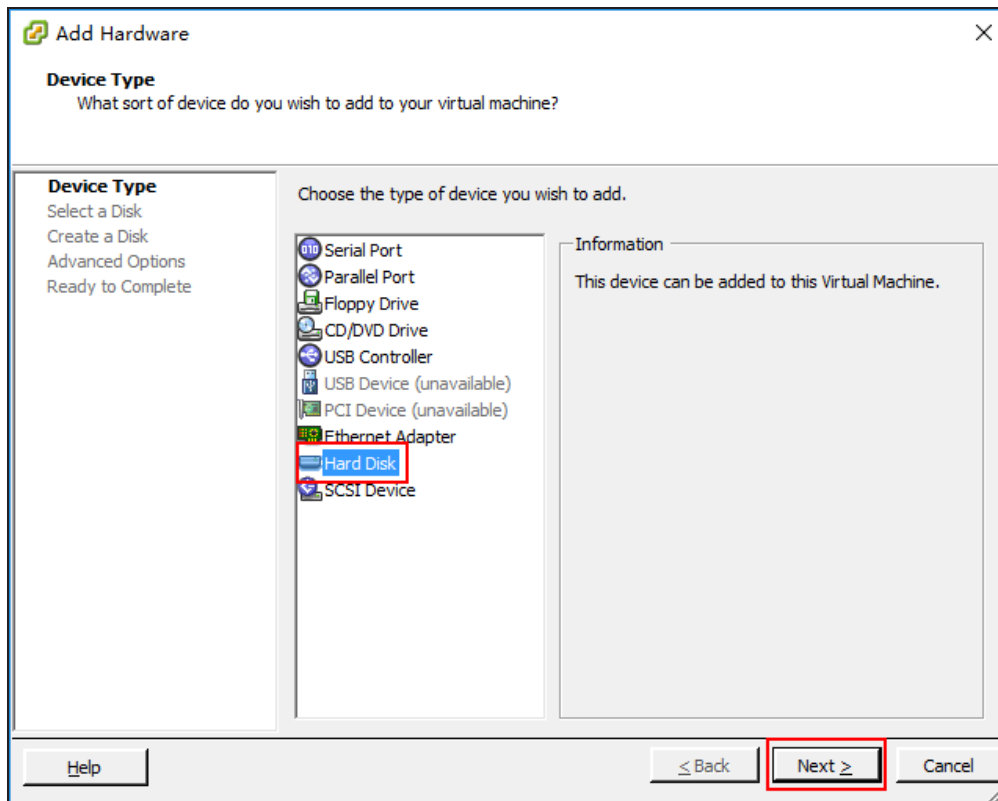 Add Hardware
Device Type
What sort of device do you wish to add to your virtual machine?
Device Type
Select a Disk
Create a Disk
Advanced Options
Ready to Complete
Choose the type of device you wish to add.
Serial Port
Parallel Port
Floppy Drive
CD/DVD Drive
USB Controller
USB Device (unavailable)
PCI Device (unavailable)
Ethernet Adapter
Hard Disk
SCSI Device
Information
This device can be added to this Virtual Machine.
Help
< Back
Next >
Cancel